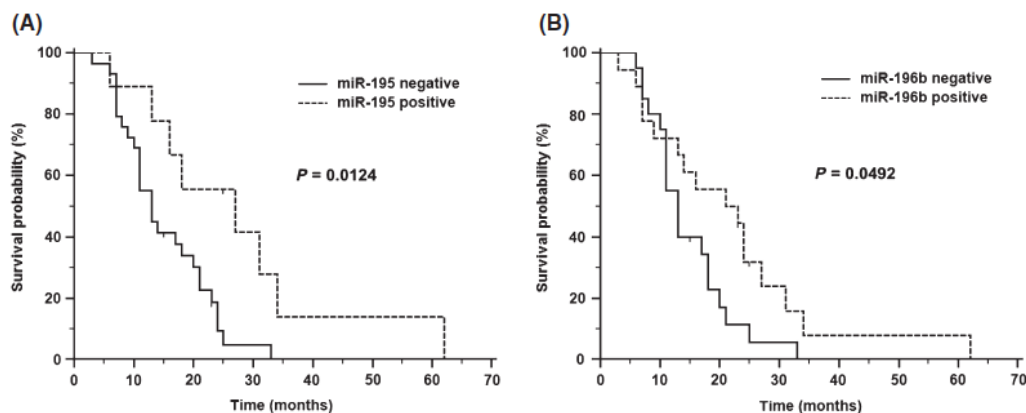 (A)
100
80
60
40
20
0
Survival probability (%)
miR-195 negative
miR-195 positive
P = 0.0124
0 10 20 30 40 50 60 70
Time (months)
(B)
100
80
60
40
20
0
Survival probability (%)
miR-196b negative
miR-196b positive
P = 0.0492
0 10 20 30 40 50 60 70
Time (months)